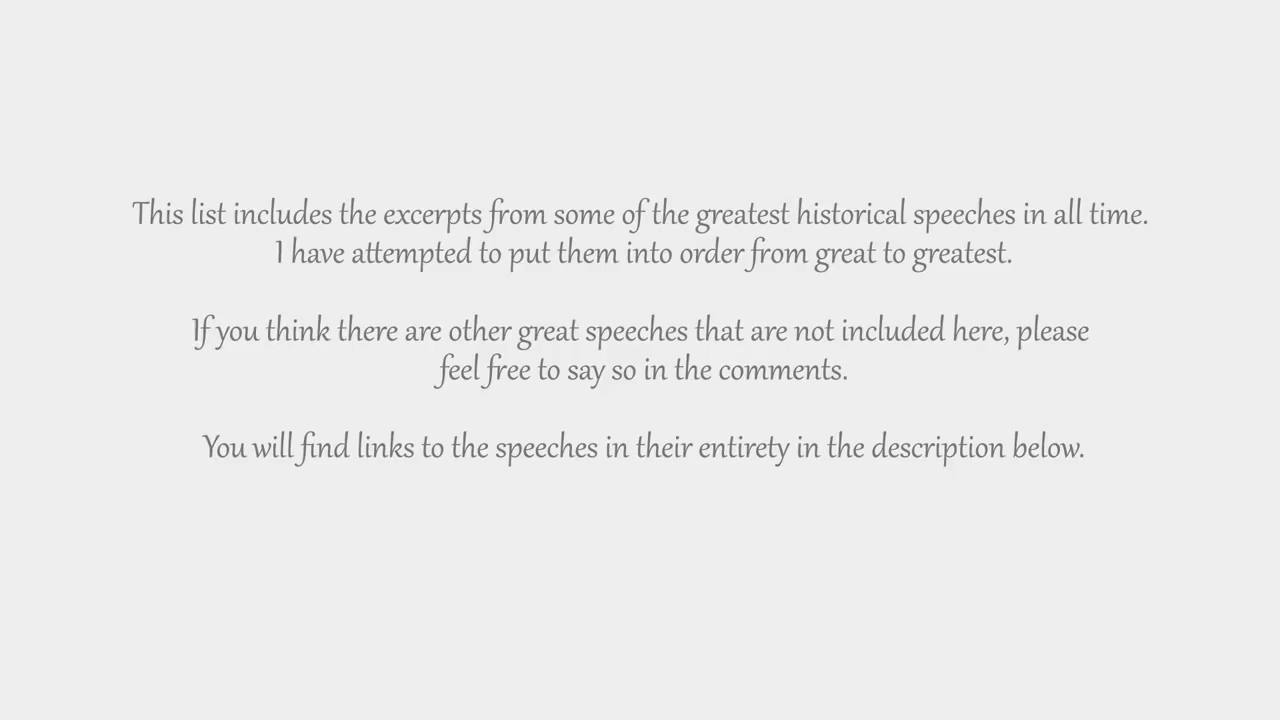 This list includes the excerpts from some of the greatest historical speeches in all time.
I have attempted to put them into order from great to greatest.
If you think there are other great speeches that are not included here, please
feel free to say so in the comments.
You will find links to the speeches in their entirety in the description below.